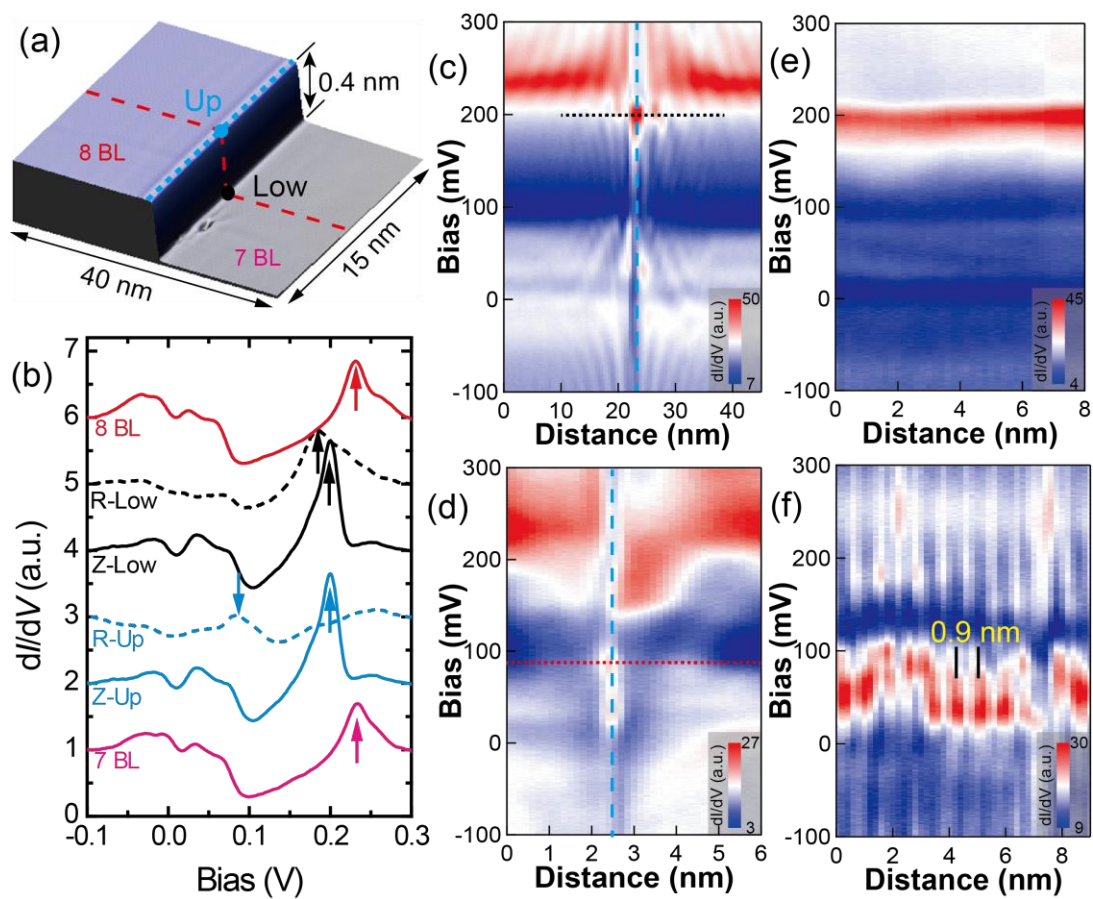 (a)
Up
0.4 nm
8 BL
Low
7 BL
40 nm
15 nm
(b)
7
6
5
4
3
2
1
0
8 BL
R-Low
Z-Low
R-Up
Z-Up
7 BL
-0.1
0.0
0.1
0.2
0.3
dI/dV (a.u.)
Bias (V)
(c)
300
200
100
0
-100
Bias (mV)
0
10
20
30
40
Distance (nm)
dI/dV (a.u.)
50
7
(e)
300
200
100
0
-100
Bias (mV)
0
2
4
6
8
Distance (nm)
dI/dV (a.u.)
45
4
(d)
300
200
100
0
-100
Bias (mV)
0
1
2
3
4
5
6
Distance (nm)
dI/dV (a.u.)
27
3
(f)
300
200
100
0
-100
Bias (mV)
0.9 nm
0
2
4
6
8
Distance (nm)
dI/dV (a.u.)
30
9